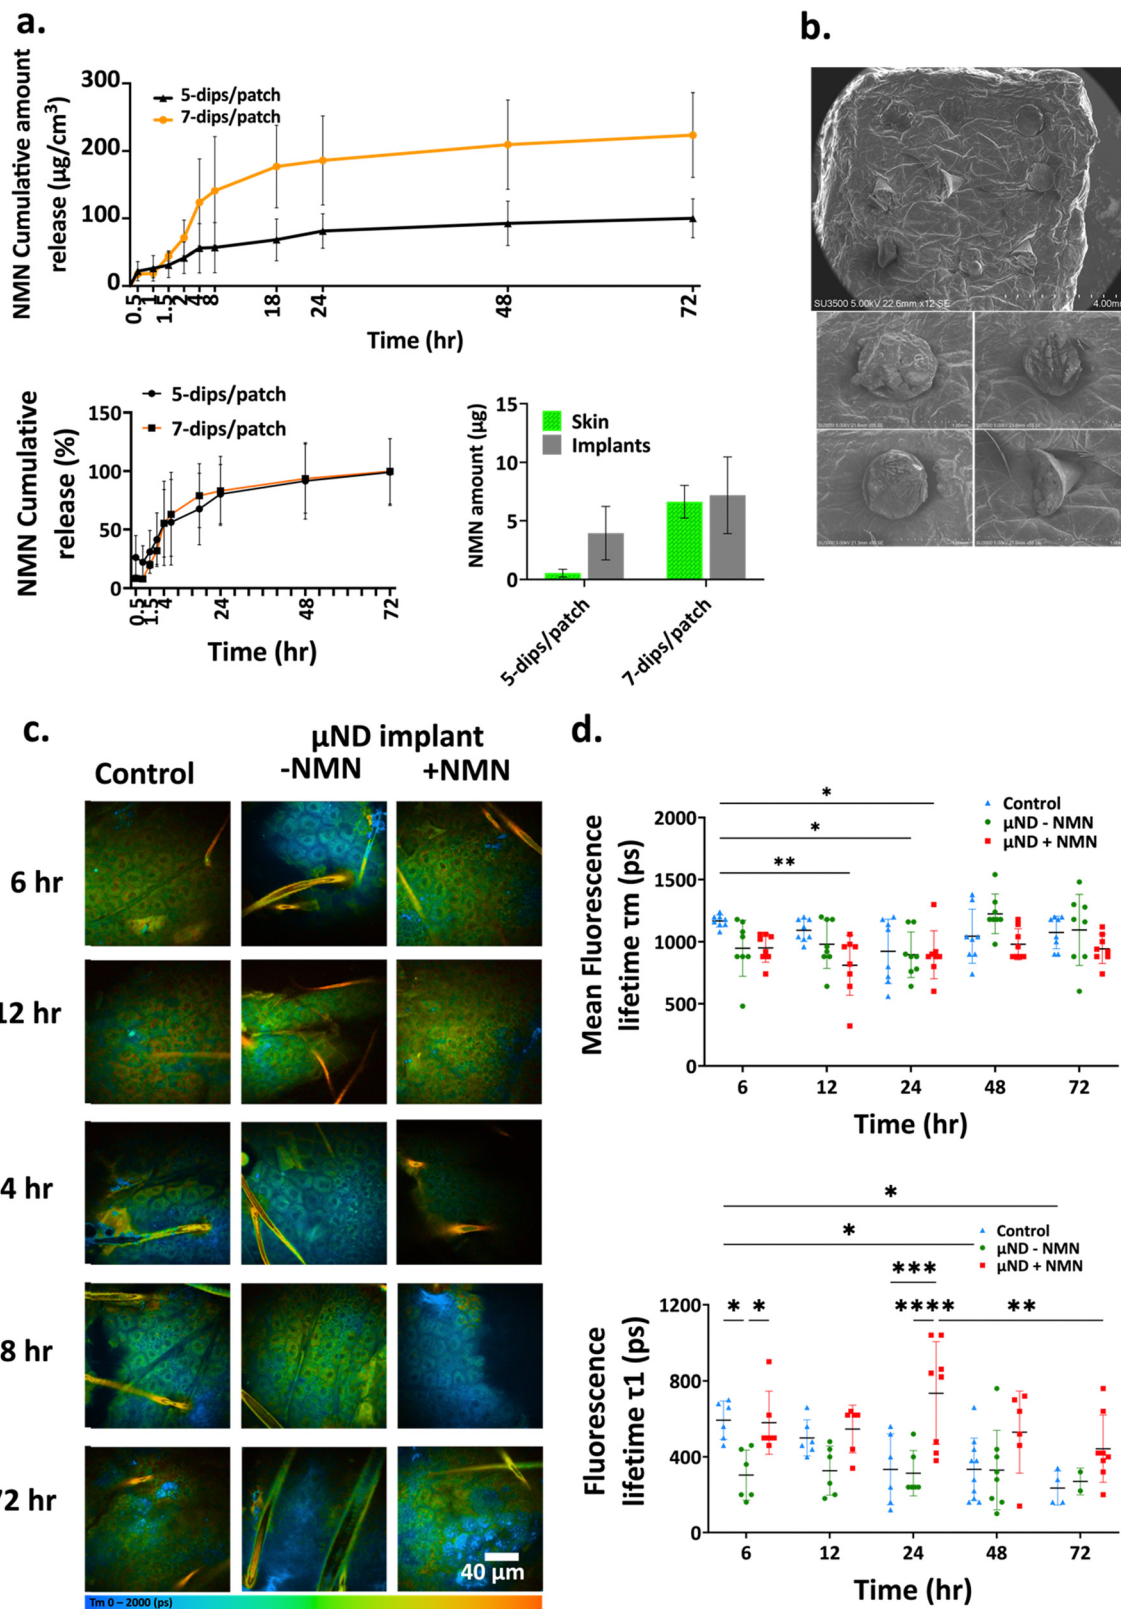 a.
b.
NMN Cumulative amount
release (µg/cm³)
300
200
100
0
5-dips/patch
7-dips/patch
0.5
1
1.5
2
4
8
18
24
48
72
Time (hr)
SU3500 5.00kV 22.6mm x12 SE
4.00mm
NMN Cumulative
release (%)
150
100
50
0
5-dips/patch
7-dips/patch
0.5
1.5
4
24
48
72
Time (hr)
NMN amount (µg)
15
10
5
0
Skin
Implants
5-dips/patch
7-dips/patch
c.
µND implant
Control
-NMN
+NMN
6 hr
12 hr
4 hr
8 hr
72 hr
40 µm
Tm 0 – 2000 (ps)
d.
Mean Fluorescence
lifetime τm (ps)
2000
1500
1000
500
0
*
*
**
Control
µND - NMN
µND + NMN
6
12
24
48
72
Time (hr)
Fluorescence
lifetime τ1 (ps)
1200
800
400
0
*
*
Control
µND - NMN
µND + NMN
***
*
*
****
**
6
12
24
48
72
Time (hr)